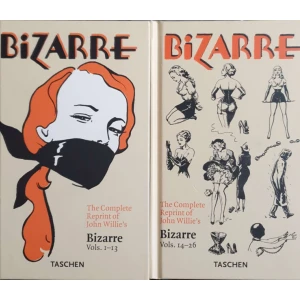 BiZARRE
The Complete
Reprint of
John Willie's
Bizarre
Vols. 1-13
TASCHEN
BiZARRE
The Complete
Reprint of
John Willie's
Bizarre
Vols. 14-26
TASCHEN